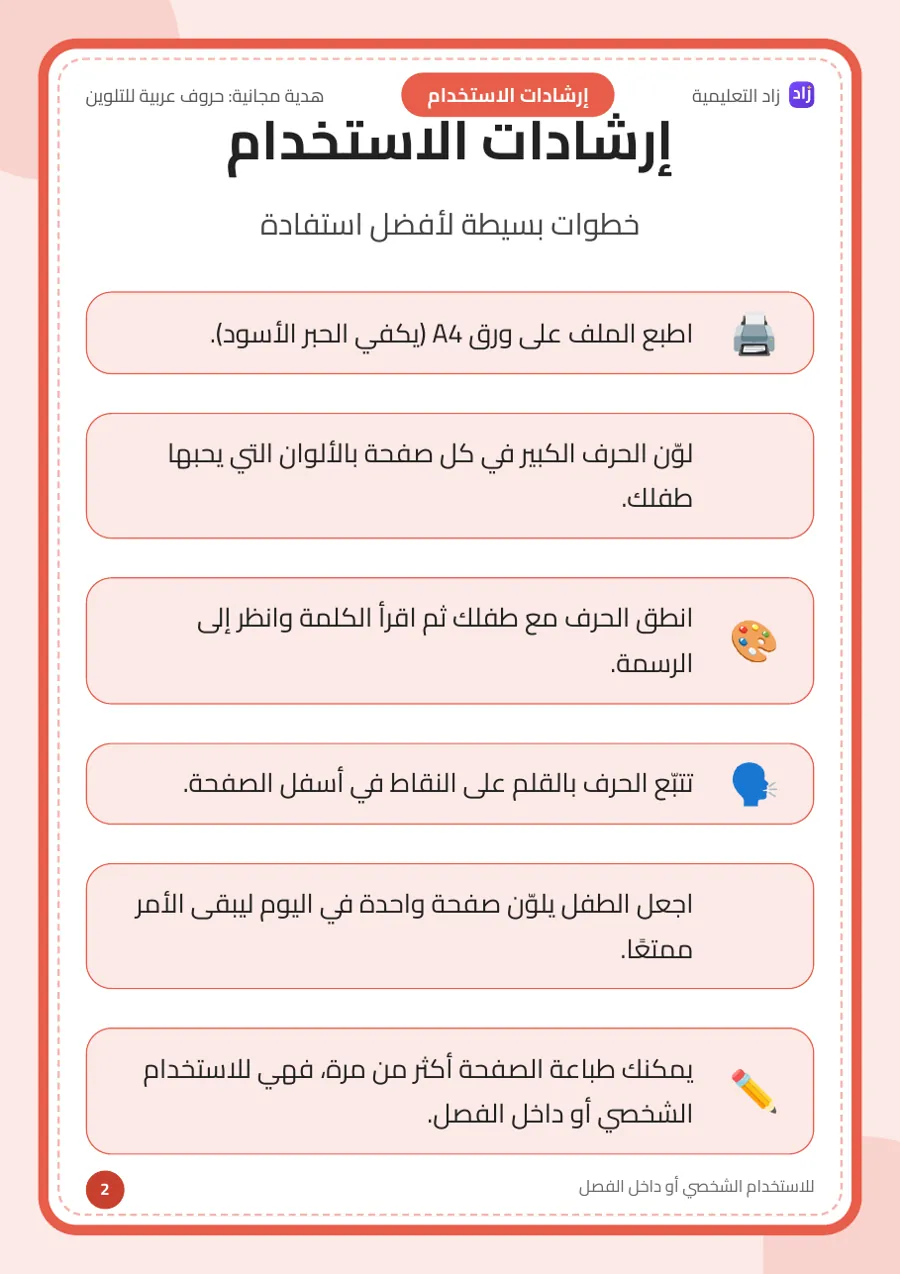 زاد
زاد التعليمية
إرشادات الاستخدام
هدية مجانية: حروف عربية للتلوين
إرشادات الاستخدام
خطوات بسيطة لأفضل استفادة
اطبع الملف على ورق A4 (يكفي الحبر الأسود).
لوّن الحرف الكبير في كل صفحة بالألوان التي يحبها
طفلك.
انطق الحرف مع طفلك ثم اقرأ الكلمة وانظر إلى
الرسمة.
تتبّع الحرف بالقلم على النقاط في أسفل الصفحة.
اجعل الطفل يلوّن صفحة واحدة في اليوم ليبقى الأمر
ممتعًا.
يمكنك طباعة الصفحة أكثر من مرة، فهي للاستخدام
الشخصي أو داخل الفصل.
للاستخدام الشخصي أو داخل الفصل
2